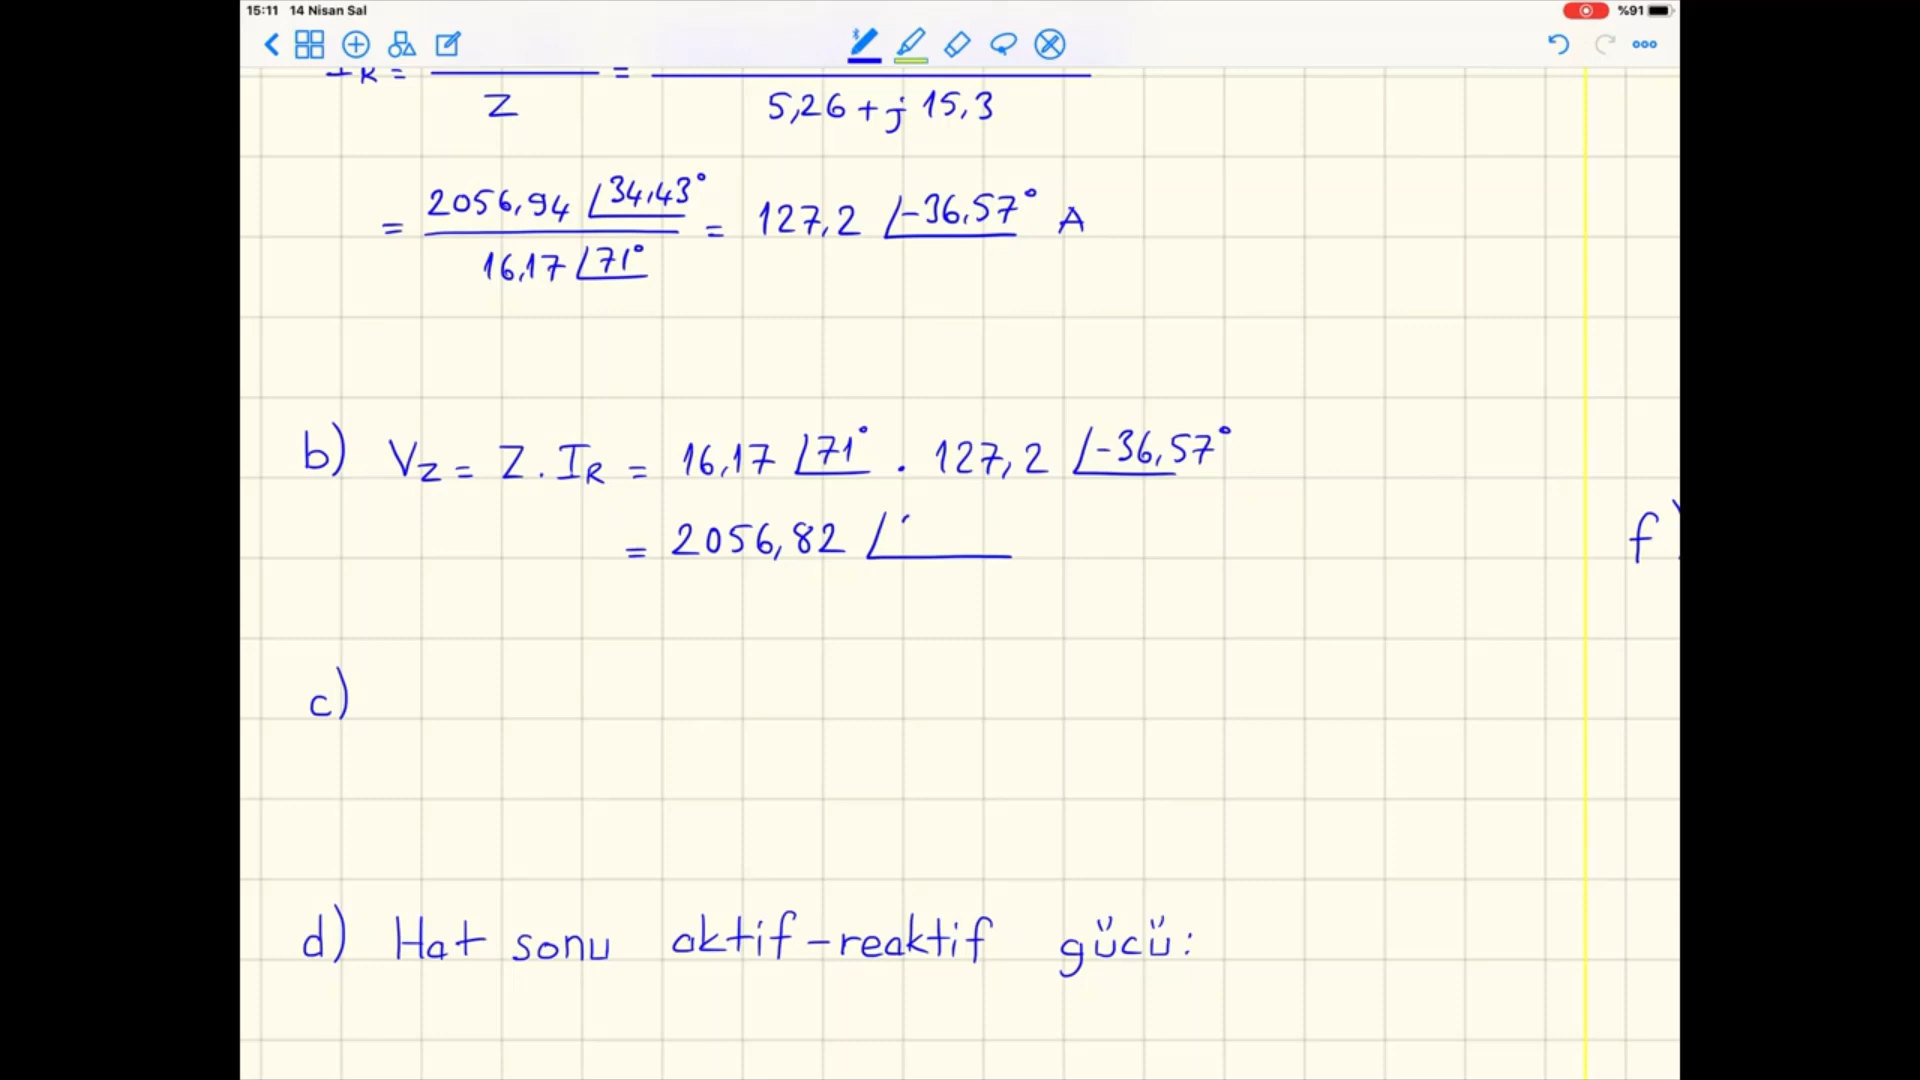 15:11 14 Nisan Sal %91
=
Z 5,26 + j 15,3
= 2056,94 ∠34,43° / 16,17 ∠71° = 127,2 ∠-36,57° A
b) VZ = Z . IR = 16,17 ∠71° . 127,2 ∠-36,57°
= 2056,82 ∠
f)
c)
d) Hat sonu aktif-reaktif gücü: